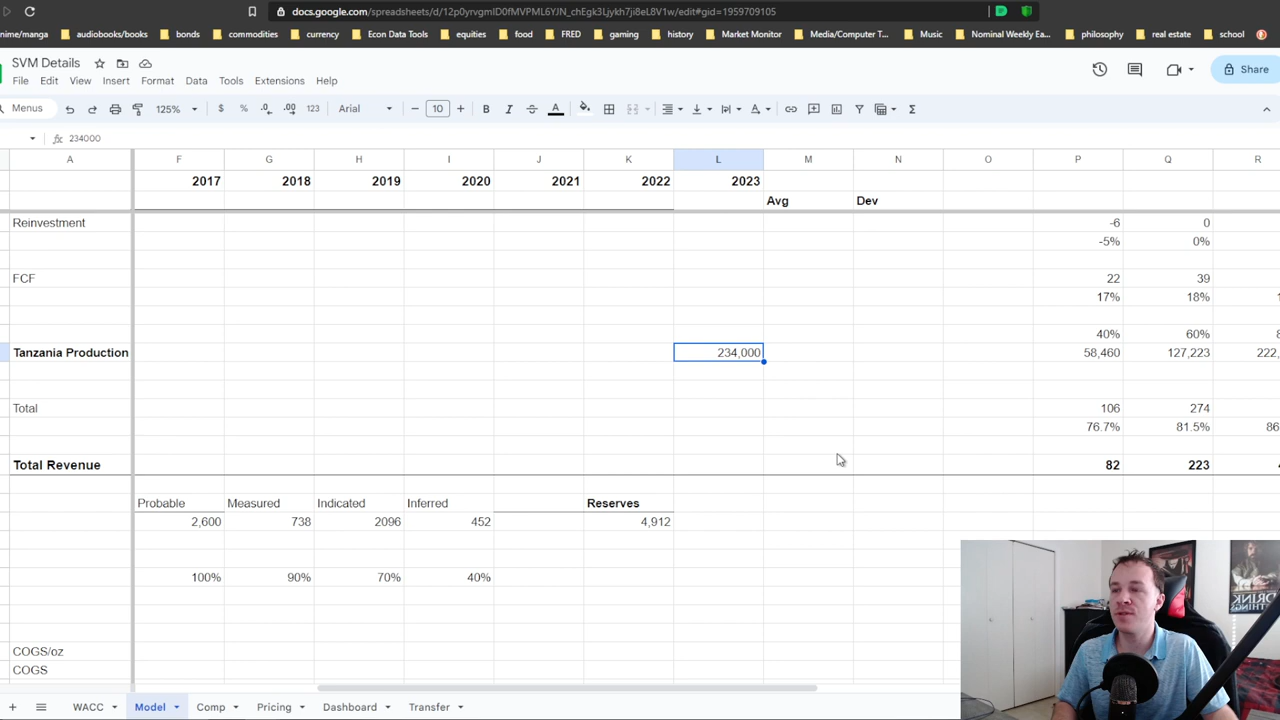 docs.google.com/spreadsheets/d/12p0yrvgmID0fMVPML6YJN_chEgk3Ljykh7ji8eL8V1w/edit#gid=1959709105
nime/manga audiobooks/books bonds commodities currency Econ Data Tools equities food FRED gaming history Market Monitor Media/Computer T... Music Nominal Weekly Ea... philosophy real estate school
SVM Details
File Edit View Insert Format Data Tools Extensions Help
Share
Menus 125% $ % .0 .00 123 Arial 10 B I A Σ
fx 234000
A F G H I J K L M N O P Q R
2017 2018 2019 2020 2021 2022 2023
Avg Dev
Reinvestment -6 0
-5% 0%
FCF 22 39
17% 18%
40% 60% 8
Tanzania Production 234,000 58,460 127,223 222,
Total 106 274
76.7% 81.5% 86
Total Revenue 82 223
Probable Measured Indicated Inferred Reserves
2,600 738 2096 452 4,912
100% 90% 70% 40%
COGS/oz
COGS
WACC Model Comp Pricing Dashboard Transfer
DRINK